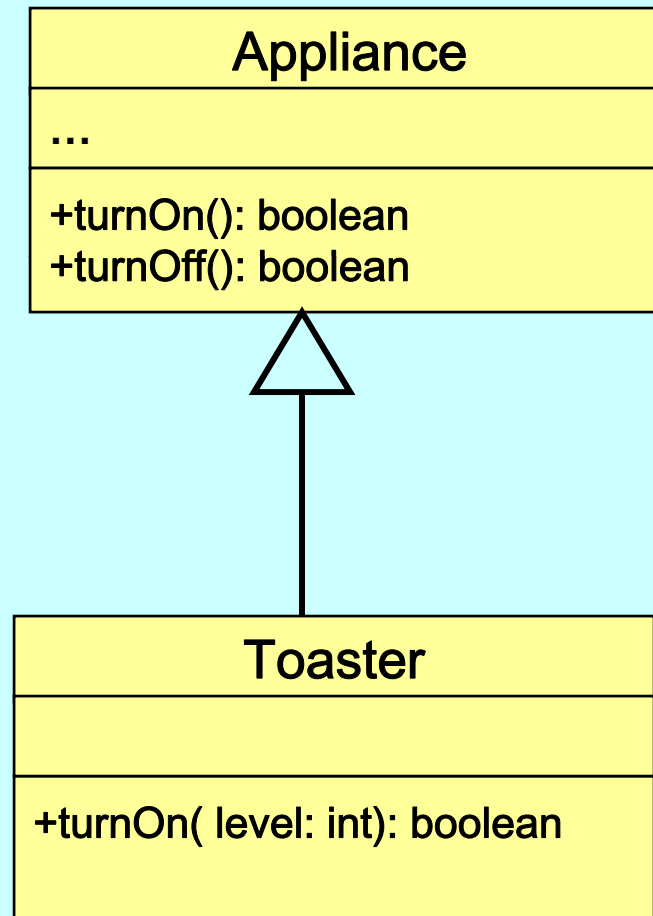 Appliance
...
+turnOn(): boolean
+turnOff(): boolean
Toaster
+turnOn( level: int): boolean